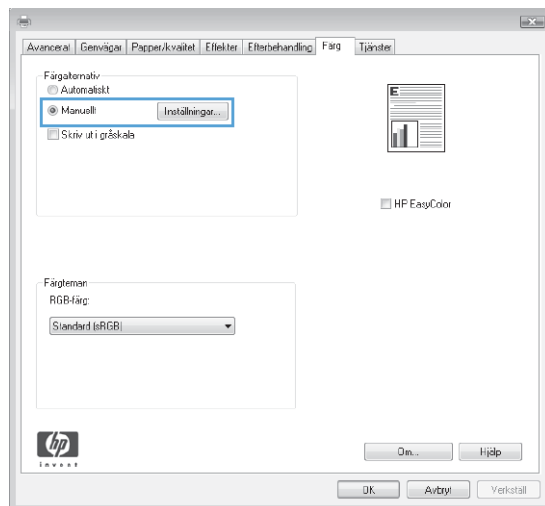 Avancerat Genvägar Papper/kvalitet Effekter Efterbehandling Färg Tjänster
Färgalternativ
Automatiskt
Manuellt Inställningar...
Skriv ut i gråskala
E
HP EasyColor
Färgteman
RGB-färg:
Standard (sRGB)
hp
invent
Om... Hjälp
OK Avbryt Verkställ